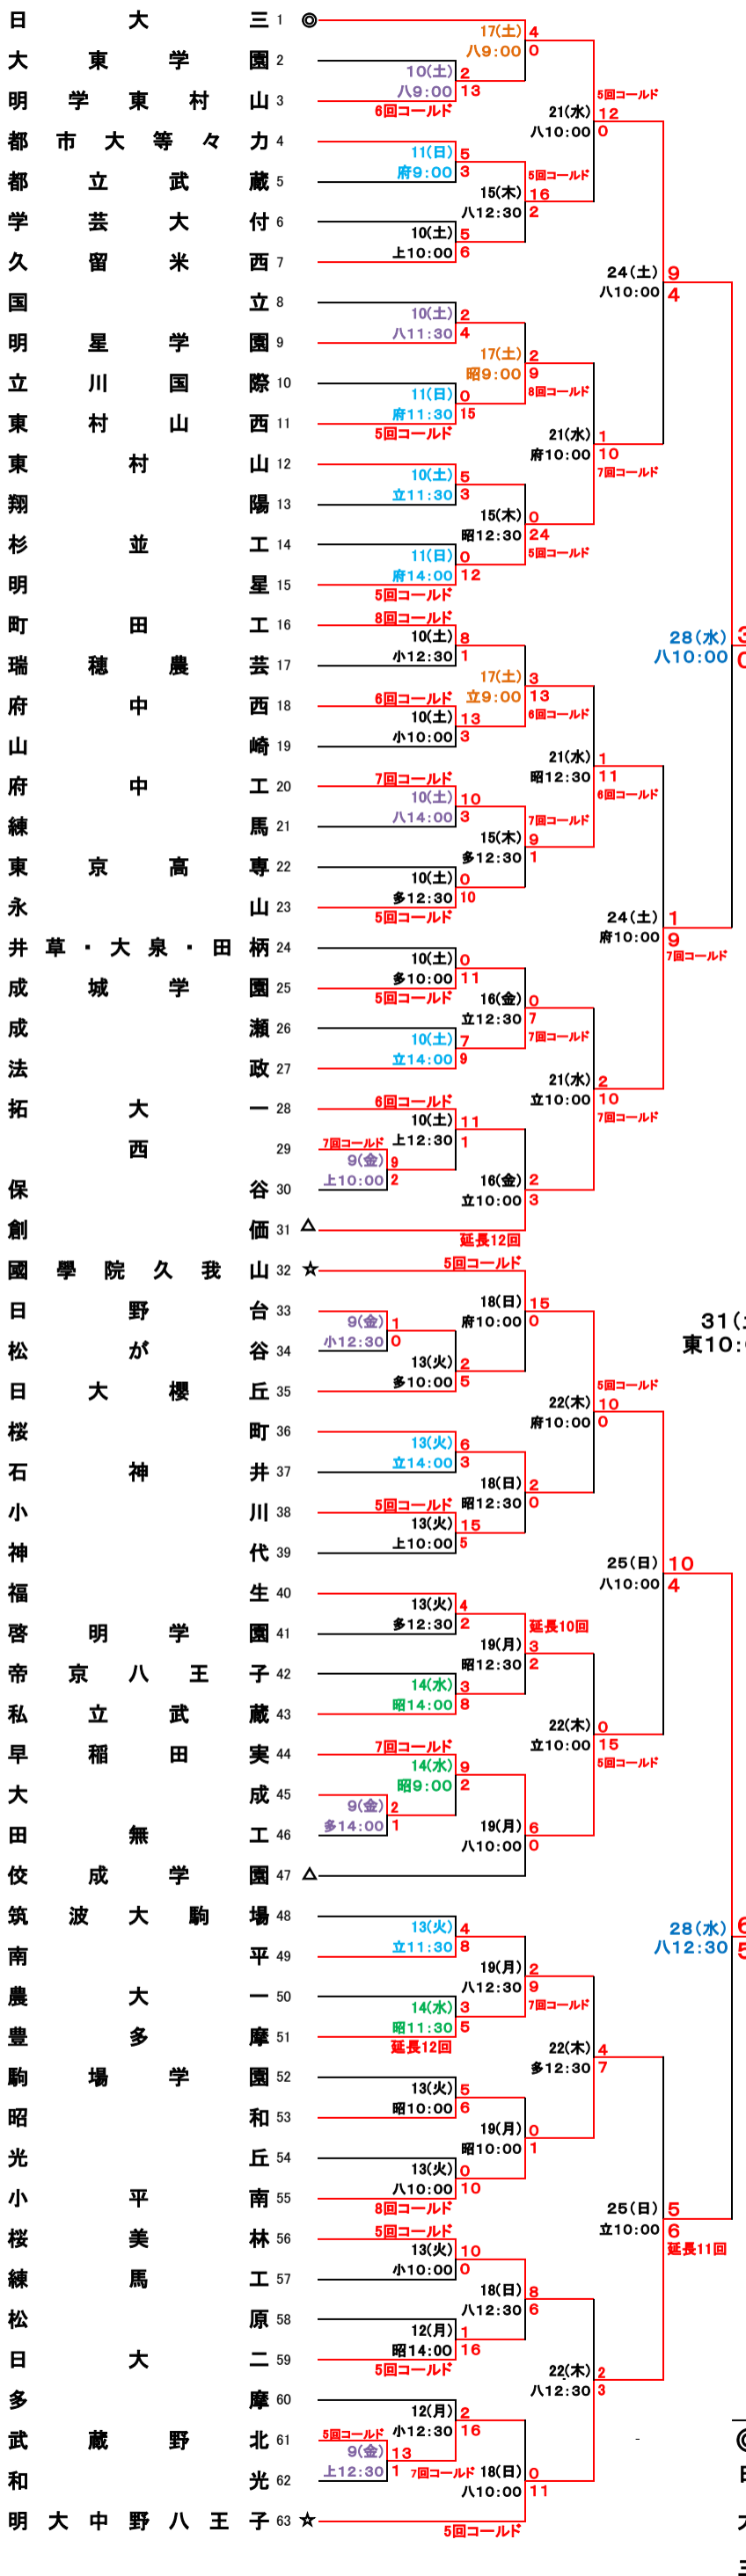 日大三 1 ◎
17(土) 4
八9:00 0
大東学園 2
10(土) 2
八9:00 13
明学東村山 3
6回コールド
5回コールド
21(水) 12
八10:00 0
都市大等々力 4
11(日) 5
府9:00 3
都立武蔵 5
5回コールド
15(木) 16
八12:30 2
学芸大付 6
10(土) 5
上10:00 6
久留米西 7
24(土) 9
八10:00 4
国立 8
10(土) 2
八11:30 4
明星学園 9
17(土) 2
昭9:00 9
8回コールド
立川国際 10
11(日) 0
府11:30 15
東村山西 11
5回コールド
21(水) 1
府10:00 10
7回コールド
東村山 12
10(土) 5
立11:30 3
翔陽 13
15(木) 0
昭12:30 24
5回コールド
杉並工 14
11(日) 0
府14:00 12
明星 15
5回コールド
町田工 16
8回コールド
10(土) 8
小12:30 1
瑞穂農芸 17
28(水) 3
八10:00 0
17(土) 3
立9:00 13
6回コールド
府中西 18
6回コールド
10(土) 13
小10:00 3
山崎 19
21(水) 1
昭12:30 11
6回コールド
府中工 20
7回コールド
10(土) 10
八14:00 3
練馬 21
7回コールド
15(木) 9
多12:30 1
東京高専 22
10(土) 0
多12:30 10
永山 23
5回コールド
24(土) 1
府10:00 9
7回コールド
井草・大泉・田柄 24
10(土) 0
多10:00 11
成城学園 25
5回コールド
16(金) 0
立12:30 7
7回コールド
成瀬 26
10(土) 7
立14:00 9
法政 27
21(水) 2
立10:00 10
7回コールド
拓大一 28
6回コールド
10(土) 11
上12:30 1
西 29
7回コールド
9(金) 9
上10:00 2
保谷 30
16(金) 2
立10:00 3
創価 31 △
延長12回
國學院久我山 32 ☆
5回コールド
18(日) 15
府10:00 0
日野台 33
9(金) 1
小12:30 0
松が谷 34
31(
東10:
13(火) 2
多10:00 5
日大櫻丘 35
5回コールド
22(木) 10
府10:00 0
桜町 36
13(火) 6
立14:00 3
石神井 37
18(日) 2
昭12:30 0
小川 38
5回コールド
13(火) 15
上10:00 5
神代 39
25(日) 10
八10:00 4
福生 40
13(火) 4
多12:30 2
啓明学園 41
延長10回
19(月) 3
昭12:30 2
帝京八王子 42
14(水) 3
昭14:00 8
私立武蔵 43
22(木) 0
立10:00 15
5回コールド
早稲田実 44
7回コールド
14(水) 9
昭9:00 2
大成 45
9(金) 2
多14:00 1
田無工 46
19(月) 6
八10:00 0
佼成学園 47 △
筑波大駒場 48
13(火) 4
立11:30 8
南平 49
28(水) 6
八12:30 5
19(月) 2
八12:30 9
7回コールド
農大一 50
14(水) 3
昭11:30 5
豊多摩 51
延長12回
22(木) 4
多12:30 7
駒場学園 52
13(火) 5
昭10:00 6
昭和 53
19(月) 0
昭10:00 1
光丘 54
13(火) 0
八10:00 10
小平南 55
8回コールド
25(日) 5
立10:00 6
延長11回
桜美林 56
5回コールド
13(火) 10
小10:00 0
練馬工 57
18(日) 8
八12:30 6
松原 58
12(月) 1
昭14:00 16
日大二 59
5回コールド
22(木) 2
八12:30 3
多摩 60
12(月) 2
小12:30 16
武蔵野北 61
5回コールド
9(金) 13
上12:30 1
7回コールド
和光 62
18(日) 0
八10:00 11
明大中野八王子 63 ☆
5回コールド